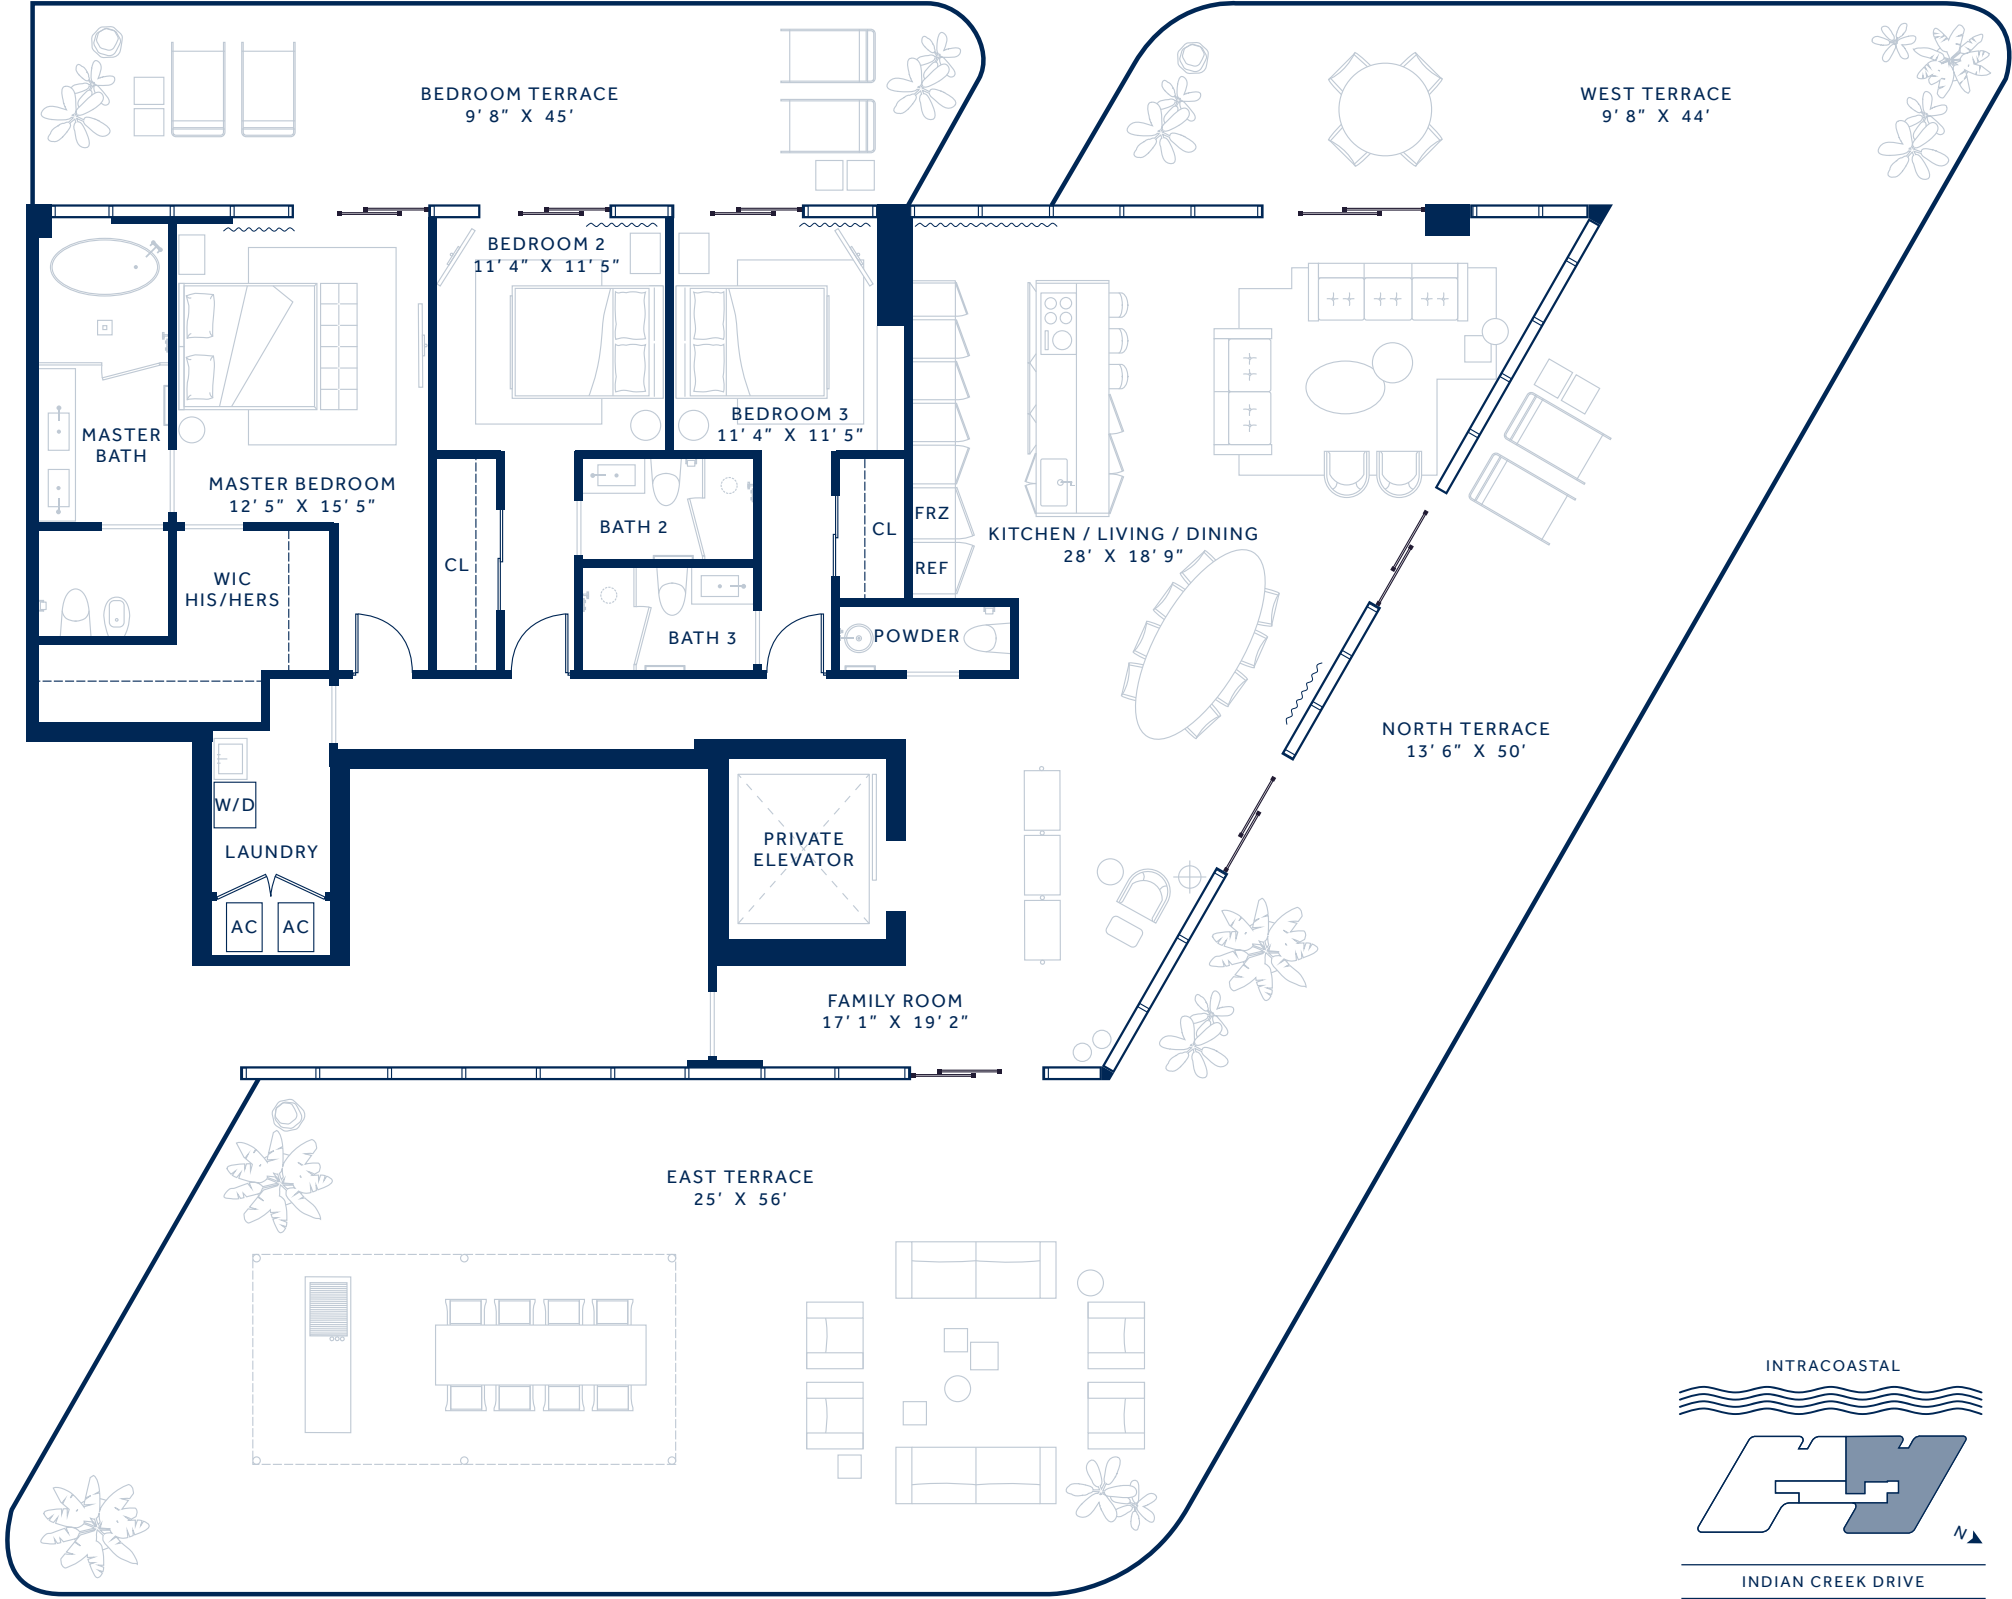 BEDROOM TERRACE
9' 8" X 45'
WEST TERRACE
9' 8" X 44'
BEDROOM 2
11' 4" X 11' 5"
BEDROOM 3
11' 4" X 11' 5"
MASTER
BATH
MASTER BEDROOM
12' 5" X 15' 5"
BATH 2
CL
FRZ
KITCHEN / LIVING / DINING
28' X 18' 9"
CL
REF
WIC
HIS/HERS
BATH 3
POWDER
NORTH TERRACE
13' 6" X 50'
W/D
LAUNDRY
PRIVATE
ELEVATOR
AC
AC
FAMILY ROOM
17' 1" X 19' 2"
EAST TERRACE
25' X 56'
INTRACOASTAL
N
INDIAN CREEK DRIVE